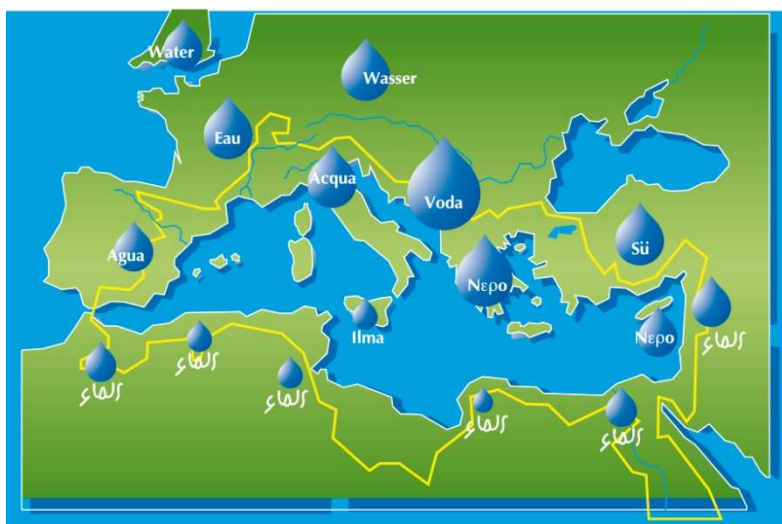 Water
Wasser
Eau
Acqua
Voda
Agua
Sü
Νερο
Ilma
Νερο
الماء
الماء
الماء
الماء
الماء
الماء